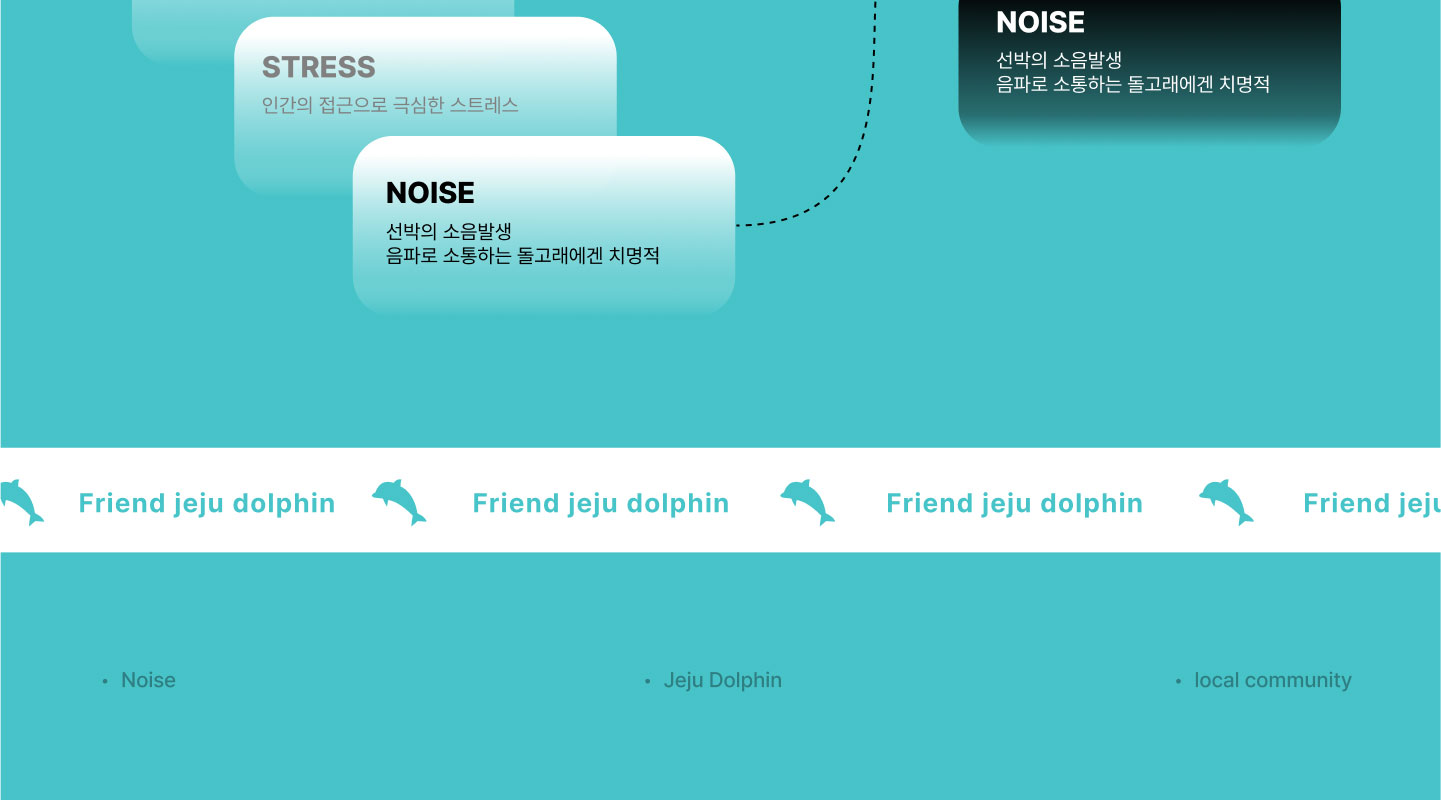 STRESS
인간의 접근으로 극심한 스트레스
NOISE
선박의 소음발생
음파로 소통하는 돌고래에겐 치명적
NOISE
선박의 소음발생
음파로 소통하는 돌고래에겐 치명적
Friend jeju dolphin Friend jeju dolphin Friend jeju dolphin Friend jeju
• Noise • Jeju Dolphin • local community